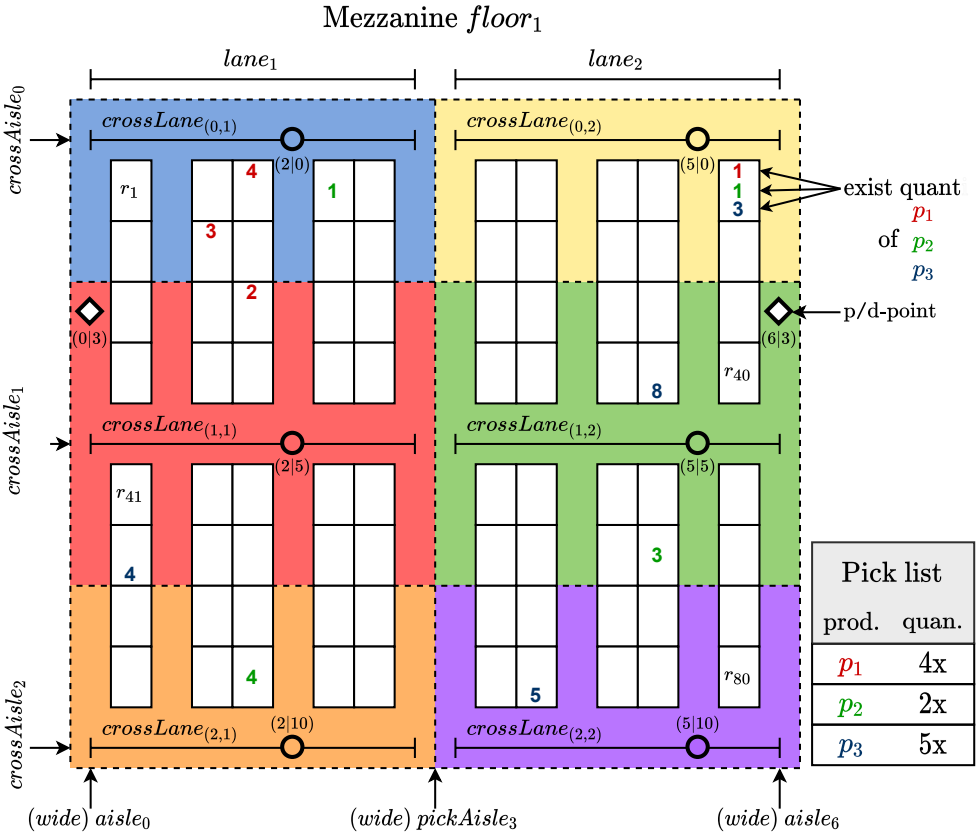 Mezzanine floor₁
lane₁
lane₂
crossAisle₀
crossLane₍₀,₁₎
(2|0)
crossLane₍₀,₂₎
(5|0)
r₁
4
1
3
2
1
1
3
exist quant
of
p₁
p₂
p₃
(0|3)
p/d-point
(6|3)
8
r₄₀
crossAisle₁
crossLane₍₁,₁₎
(2|5)
crossLane₍₁,₂₎
(5|5)
r₄₁
4
3
4
5
r₈₀
crossAisle₂
crossLane₍₂,₁₎
(2|10)
crossLane₍₂,₂₎
(5|10)
Pick list
prod. quan.
p₁ 4x
p₂ 2x
p₃ 5x
(wide) aisle₀
(wide) pickAisle₃
(wide) aisle₆